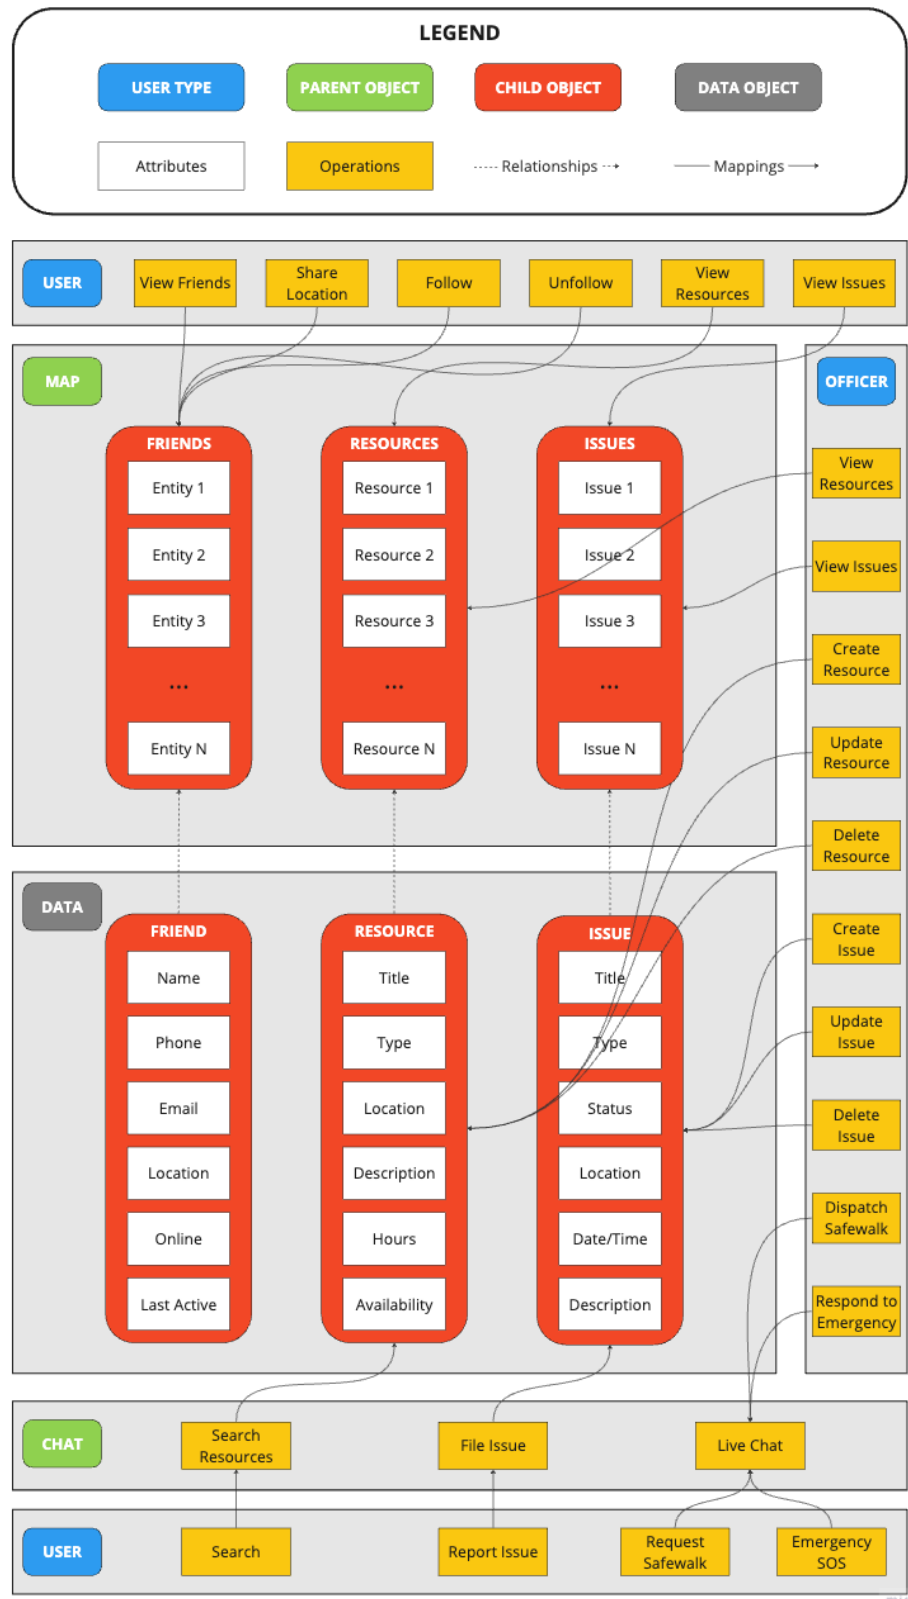 LEGEND
USER TYPE
PARENT OBJECT
CHILD OBJECT
DATA OBJECT
Attributes
Operations
Relationships
Mappings
USER
View Friends
Share
Location
Follow
Unfollow
View
Resources
View Issues
MAP
OFFICER
FRIENDS
Entity 1
Entity 2
Entity 3
...
Entity N
RESOURCES
Resource 1
Resource 2
Resource 3
...
Resource N
ISSUES
Issue 1
Issue 2
Issue 3
...
Issue N
View
Resources
View Issues
Create
Resource
Update
Resource
Delete
Resource
Create
Issue
Update
Issue
Delete
Issue
Dispatch
Safewalk
Respond to
Emergency
DATA
FRIEND
Name
Phone
Email
Location
Online
Last Active
RESOURCE
Title
Type
Location
Description
Hours
Availability
ISSUE
Title
Type
Status
Location
Date/Time
Description
CHAT
Search
Resources
File Issue
Live Chat
USER
Search
Report Issue
Request
Safewalk
Emergency
SOS